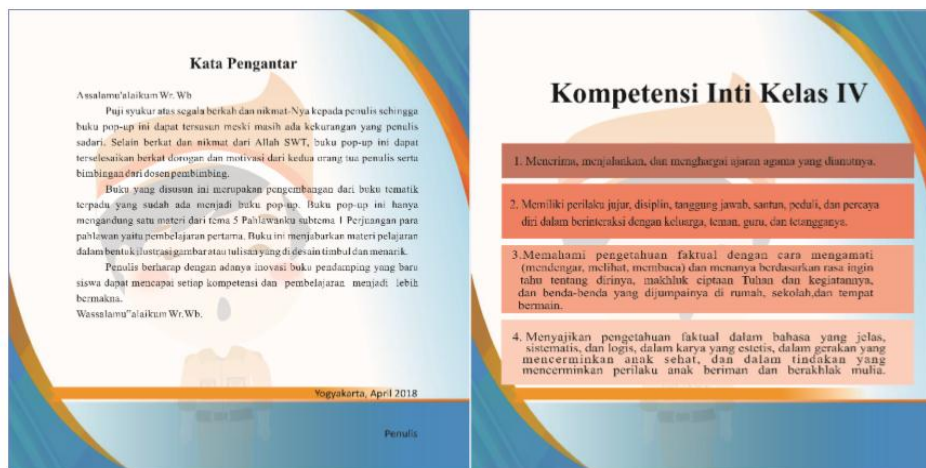 Kata Pengantar
Assalamu'alaikum Wr. Wb
Puji syukur atas segala berkah dan nikmat-Nya kepada penulis sehingga
buku pop-up ini dapat tersusun meski masih ada kekurangan yang penulis
sadari. Selain berkat dan nikmat dari Allah SWT, buku pop-up ini dapat
terselesaikan berkat dorogan dan motivasi dari kedua orang tua penulis serta
bimbingan dari dosen pembimbing.
Buku yang disusun ini merupakan pengembangan dari buku tematik
terpadu yang sudah ada menjadi buku pop-up. Buku pop-up ini hanya
mengandung satu materi dari tema 5 Pahlawanku subtema 1 Perjuangan para
pahlawan yaitu pembelajaran pertama. Buku ini menjabarkan materi pelajaran
dalam bentuk ilustrasi gambar atau tulisan yang di desain timbul dan menarik.
Penulis berharap dengan adanya inovasi buku pendamping yang baru
siswa dapat mencapai setiap kompetensi dan pembelajaran menjadi lebih
bermakna.
Wassalamu"alaikum Wr.Wb.
Yogyakarta, April 2018
Penulis
Kompetensi Inti Kelas IV
1. Menerima, menjalankan, dan menghargai ajaran agama yang dianutnya.
2. Memiliki perilaku jujur, disiplin, tanggung jawab, santun, peduli, dan percaya
diri dalam berinteraksi dengan keluarga, teman, guru, dan tetangganya.
3.Memahami pengetahuan faktual dengan cara mengamati
(mendengar, melihat, membaca) dan menanya berdasarkan rasa ingin
tahu tentang dirinya, makhluk ciptaan Tuhan dan kegiatannya,
dan benda-benda yang dijumpainya di rumah, sekolah,dan tempat
bermain.
4. Menyajikan pengetahuan faktual dalam bahasa yang jelas,
sistematis, dan logis, dalam karya yang estetis, dalam gerakan yang
mencerminkan anak sehat, dan dalam tindakan yang
mencerminkan perilaku anak beriman dan berakhlak mulia.